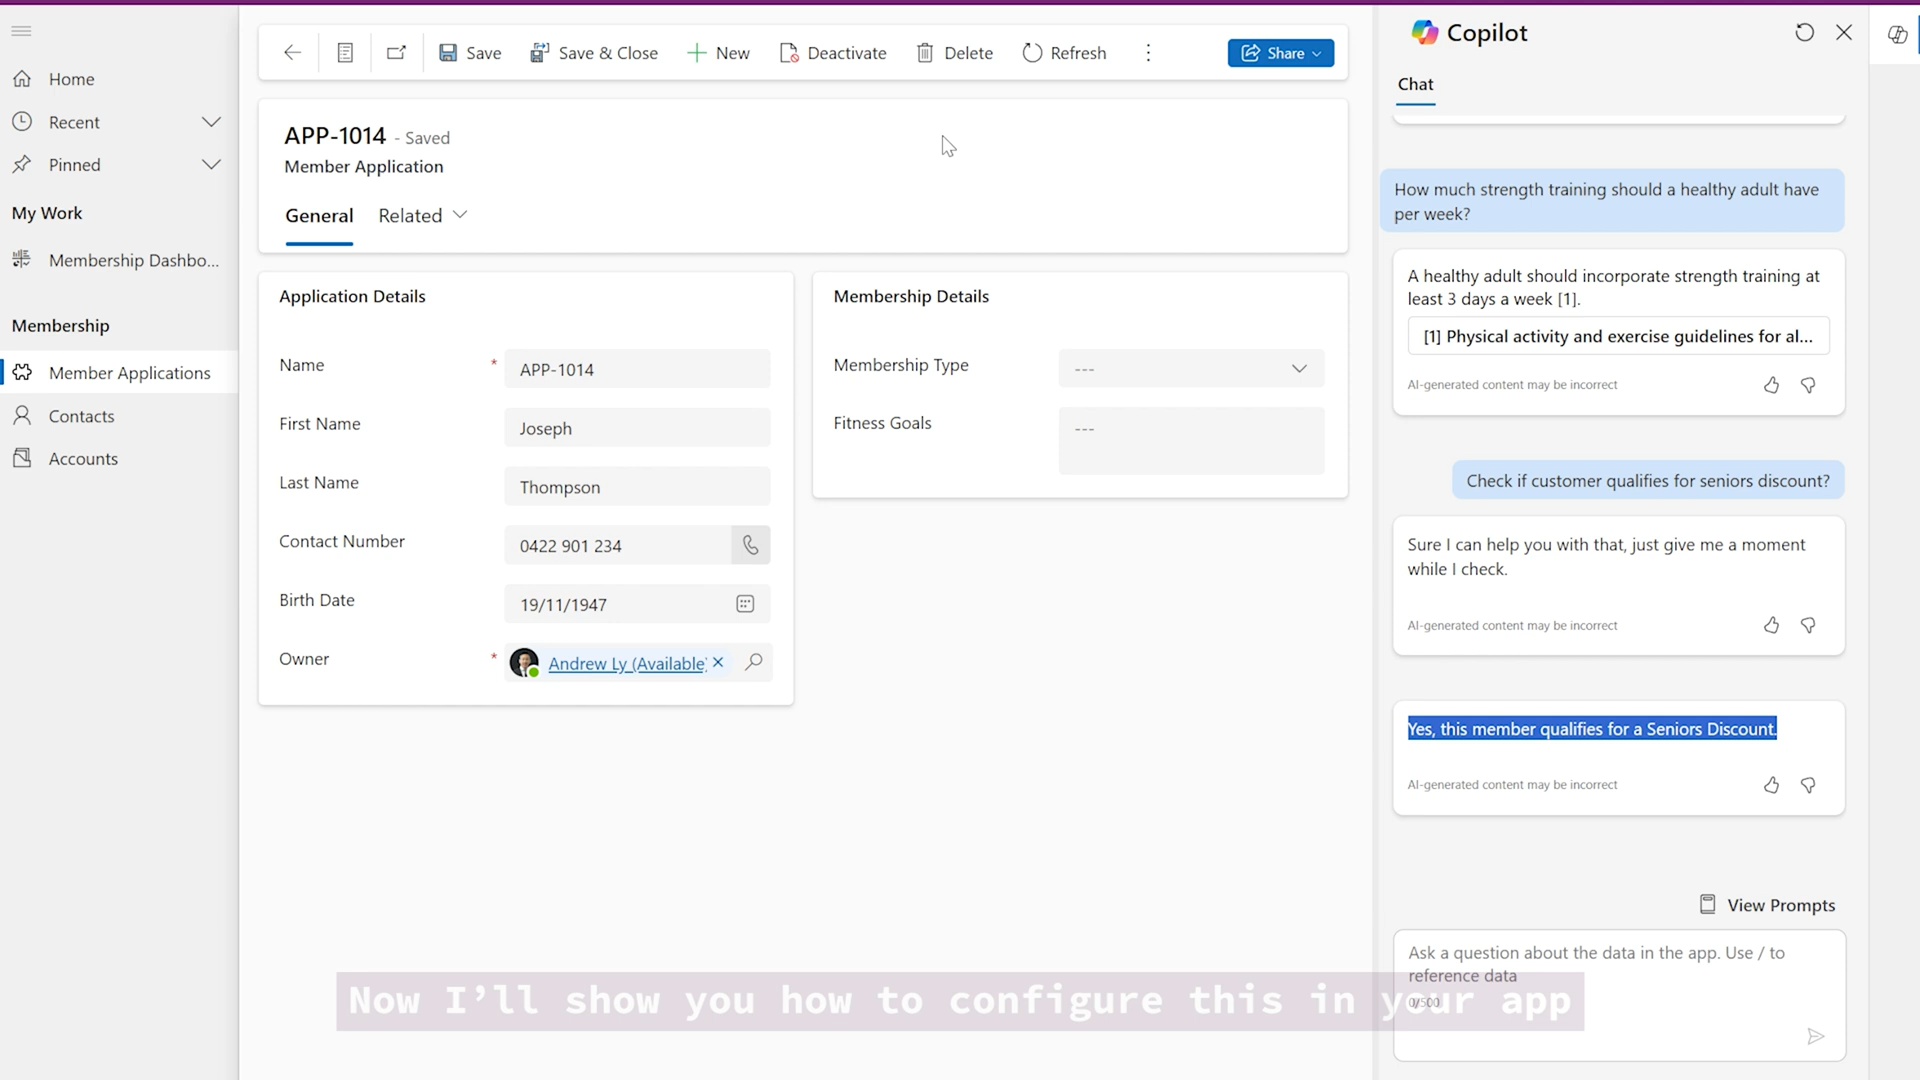 Home
Recent
Pinned
My Work
Membership Dashbo...
Membership
Member Applications
Contacts
Accounts
Save
Save & Close
New
Deactivate
Delete
Refresh
Share
APP-1014 - Saved
Member Application
General
Related
Application Details
Name * APP-1014
First Name Joseph
Last Name Thompson
Contact Number 0422 901 234
Birth Date 19/11/1947
Owner * Andrew Ly (Available)
Membership Details
Membership Type ---
Fitness Goals ---
Copilot
Chat
How much strength training should a healthy adult have
per week?
A healthy adult should incorporate strength training at
least 3 days a week [1].
[1] Physical activity and exercise guidelines for al...
AI-generated content may be incorrect
Check if customer qualifies for seniors discount?
Sure I can help you with that, just give me a moment
while I check.
AI-generated content may be incorrect
Yes, this member qualifies for a Seniors Discount.
AI-generated content may be incorrect
View Prompts
Ask a question about the data in the app. Use / to
reference data
0/500
Now I'll show you how to configure this in your app